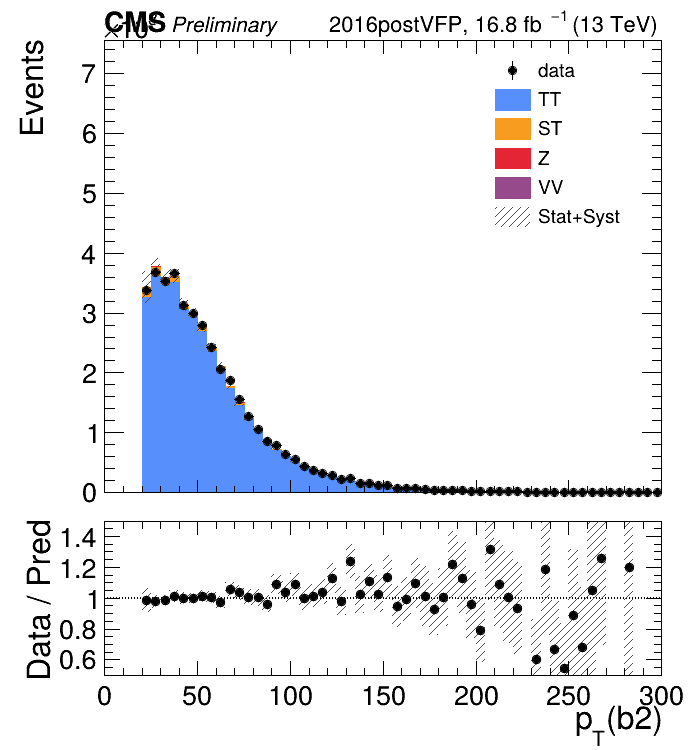 CMS Preliminary 2016postVFP, 16.8 fb⁻¹ (13 TeV)
Events
7
6
5
4
3
2
1
0
data
TT
ST
Z
VV
Stat+Syst
Data / Pred
1.4
1.2
1
0.8
0.6
0 50 100 150 200 250 300
p_T(b2)